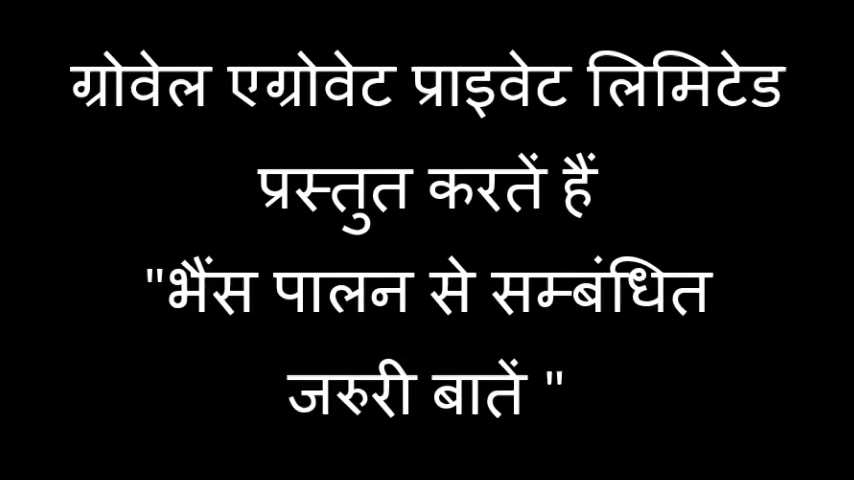 ग्रोवेल एग्रोवेट प्राइवेट लिमिटेड
प्रस्तुत करतें हैं
"भैंस पालन से सम्बंधित
जरुरी बातें "